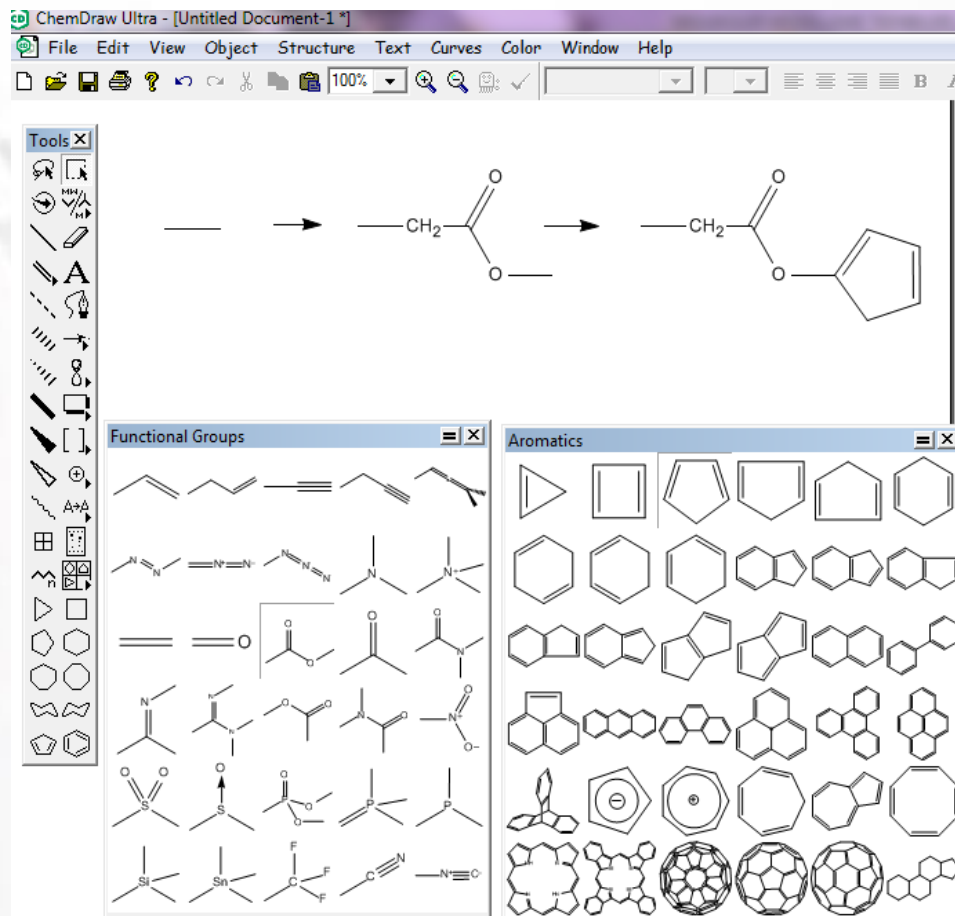 ChemDraw Ultra - [Untitled Document-1 *]
File Edit View Object Structure Text Curves Color Window Help
100%
B
Tools
MW
M
A
A→A
n
O O
CH₂ CH₂
O O
Functional Groups
N N
N N⁺ N⁻
N N N
N
N⁺
O
O
O
O
O
N
N
N
N
N
O
O
N
O
O
N⁺
O⁻
O O
S
O
S
O
P
O
O
P
P
Si
Sn
F
C
F
F
C
N
N⁺ C⁻
Aromatics
−
+